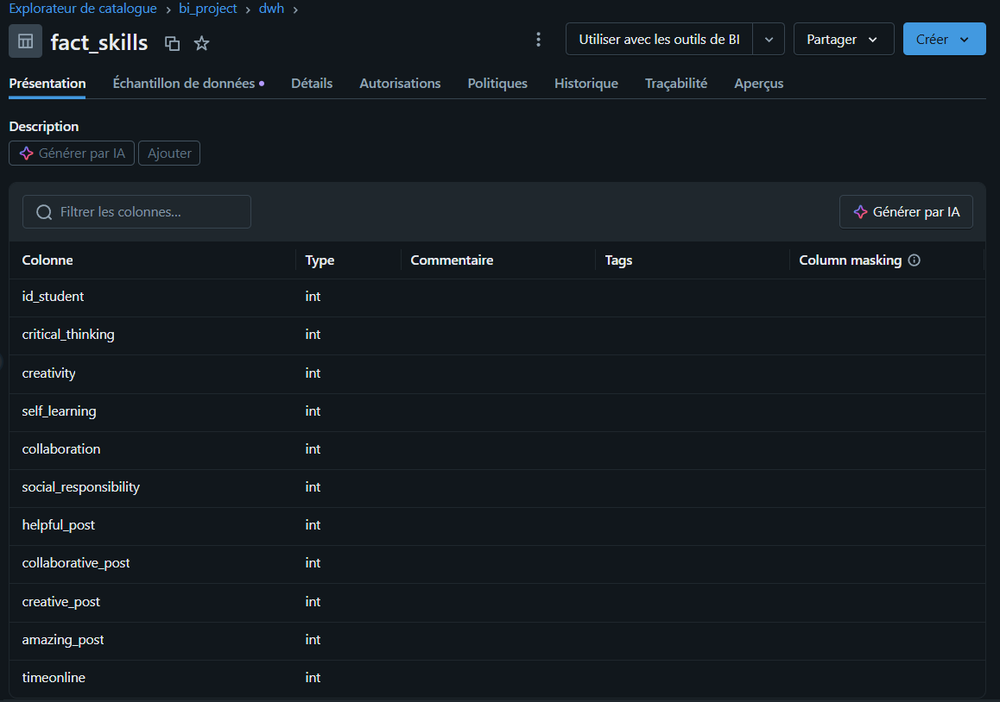 Explorateur de catalogue > bi_project > dwh >
fact_skills
Utiliser avec les outils de BI
Partager
Créer
Présentation Échantillon de données Détails Autorisations Politiques Historique Traçabilité Aperçus
Description
Générer par IA Ajouter
Filtrer les colonnes... Générer par IA
Colonne Type Commentaire Tags Column masking
id_student int
critical_thinking int
creativity int
self_learning int
collaboration int
social_responsibility int
helpful_post int
collaborative_post int
creative_post int
amazing_post int
timeonline int